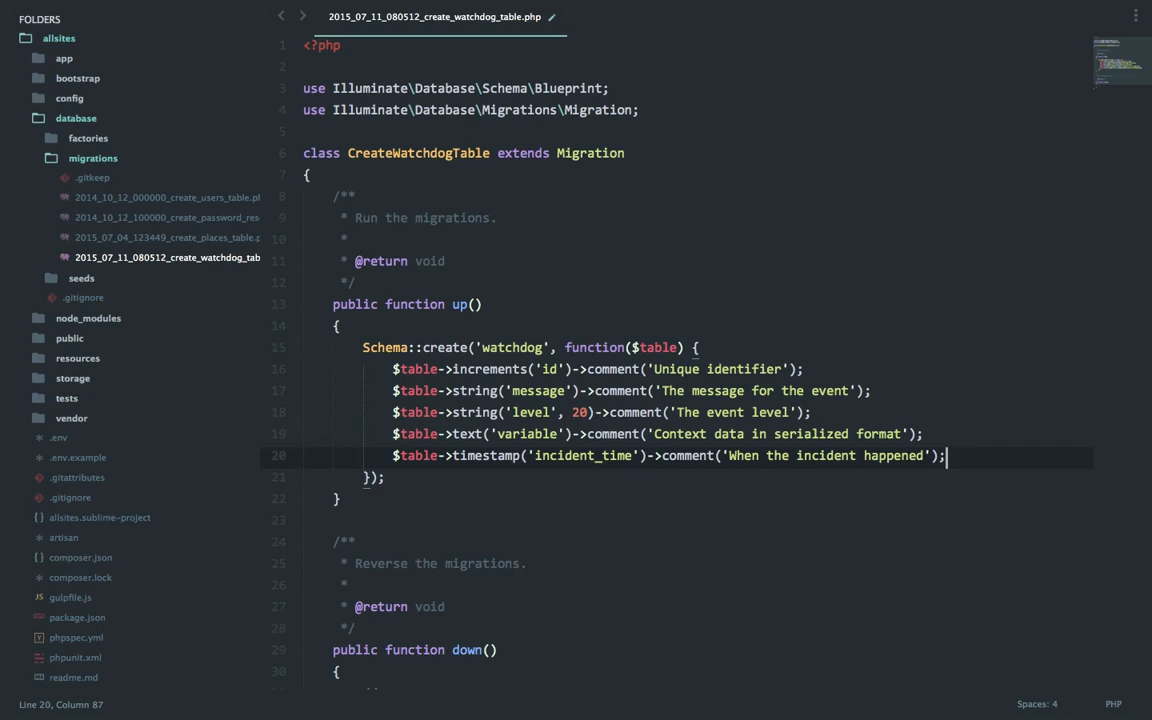 FOLDERS
allsites
app
bootstrap
config
database
factories
migrations
.gitkeep
2014_10_12_000000_create_users_table.pl
2014_10_12_100000_create_password_res
2015_07_04_123449_create_places_table.p
2015_07_11_080512_create_watchdog_tab
seeds
.gitignore
node_modules
public
resources
storage
tests
vendor
.env
.env.example
.gitattributes
.gitignore
allsites.sublime-project
artisan
composer.json
composer.lock
gulpfile.js
package.json
phpspec.yml
phpunit.xml
readme.md
2015_07_11_080512_create_watchdog_table.php
1 <?php
2
3 use Illuminate\Database\Schema\Blueprint;
4 use Illuminate\Database\Migrations\Migration;
5
6 class CreateWatchdogTable extends Migration
7 {
8 /**
9 * Run the migrations.
10 *
11 * @return void
12 */
13 public function up()
14 {
15 Schema::create('watchdog', function($table) {
16 $table->increments('id')->comment('Unique identifier');
17 $table->string('message')->comment('The message for the event');
18 $table->string('level', 20)->comment('The event level');
19 $table->text('variable')->comment('Context data in serialized format');
20 $table->timestamp('incident_time')->comment('When the incident happened');
21 });
22 }
23
24 /**
25 * Reverse the migrations.
26 *
27 * @return void
28 */
29 public function down()
30 {
Line 20, Column 87
Spaces: 4
PHP